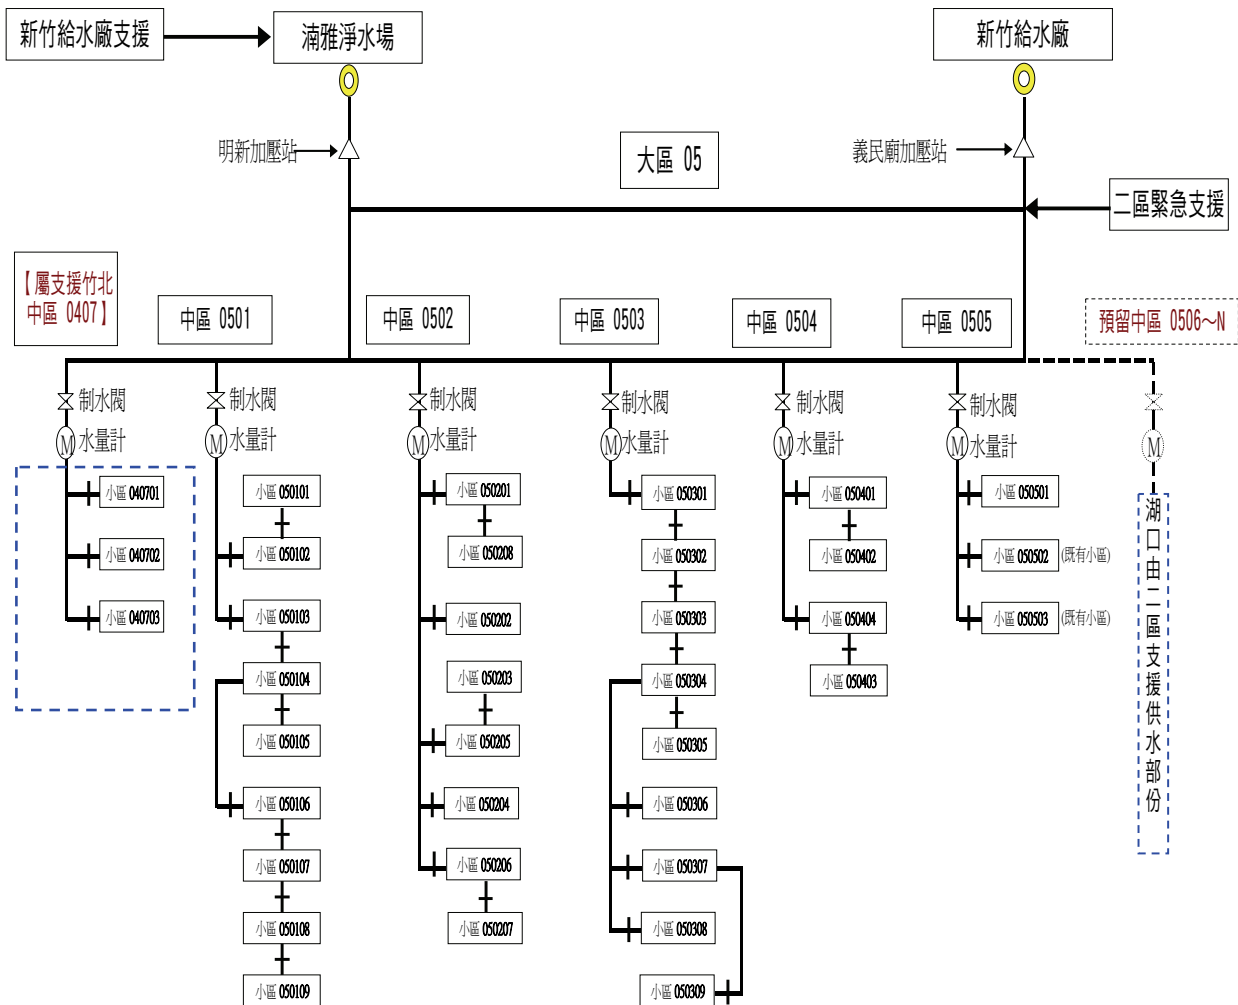 新竹給水廠支援
湳雅淨水場
新竹給水廠
明新加壓站
大區 05
義民廟加壓站
二區緊急支援
【屬支援竹北
中區 0407】
中區 0501
中區 0502
中區 0503
中區 0504
中區 0505
預留中區 0506～N
制水閥
水量計
M
制水閥
水量計
M
制水閥
水量計
M
制水閥
水量計
M
制水閥
水量計
M
制水閥
水量計
M
M
小區 040701
小區 040702
小區 040703
小區 050101
小區 050102
小區 050103
小區 050104
小區 050105
小區 050106
小區 050107
小區 050108
小區 050109
小區 050201
小區 050208
小區 050202
小區 050203
小區 050205
小區 050204
小區 050206
小區 050207
小區 050301
小區 050302
小區 050303
小區 050304
小區 050305
小區 050306
小區 050307
小區 050308
小區 050309
小區 050401
小區 050402
小區 050404
小區 050403
小區 050501
小區 050502 (既有小區)
小區 050503 (既有小區)
湖口由二區支援供水部份